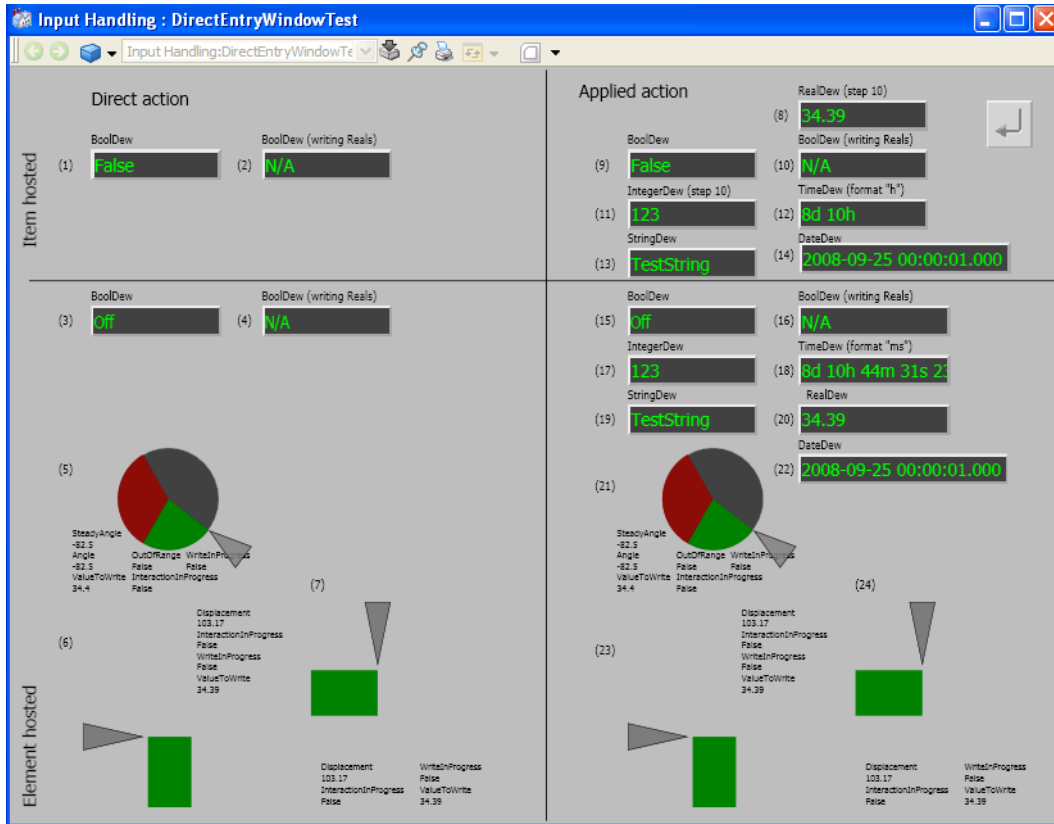 Input Handling : DirectEntryWindowTest
Input Handling:DirectEntryWindowTe
Direct action
Item hosted
BoolDew
(1) False
BoolDew (writing Reals)
(2) N/A
Applied action
RealDew (step 10)
(8) 34.39
BoolDew
(9) False
BoolDew (writing Reals)
(10) N/A
IntegerDew (step 10)
(11) 123
TimeDew (format "h")
(12) 8d 10h
StringDew
(13) TestString
DateDew
(14) 2008-09-25 00:00:01.000
Element hosted
BoolDew
(3) Off
BoolDew (writing Reals)
(4) N/A
(5)
SteadyAngle
-82.5
Angle OutOfRange WriteInProgress
-82.5 False False
ValueToWrite InteractionInProgress
34.4 False
(7)
(6)
Displacement
103.17
InteractionInProgress
False
WriteInProgress
False
ValueToWrite
34.39
Displacement WriteInProgress
103.17 False
InteractionInProgress ValueToWrite
False 34.39
BoolDew
(15) Off
BoolDew (writing Reals)
(16) N/A
IntegerDew
(17) 123
TimeDew (format "ms")
(18) 8d 10h 44m 31s 23
StringDew
(19) TestString
RealDew
(20) 34.39
DateDew
(22) 2008-09-25 00:00:01.000
(21)
SteadyAngle
-82.5
Angle OutOfRange WriteInProgress
-82.5 False False
ValueToWrite InteractionInProgress
34.4 False
(24)
(23)
Displacement
103.17
InteractionInProgress
False
WriteInProgress
False
ValueToWrite
34.39
Displacement WriteInProgress
103.17 False
InteractionInProgress ValueToWrite
False 34.39